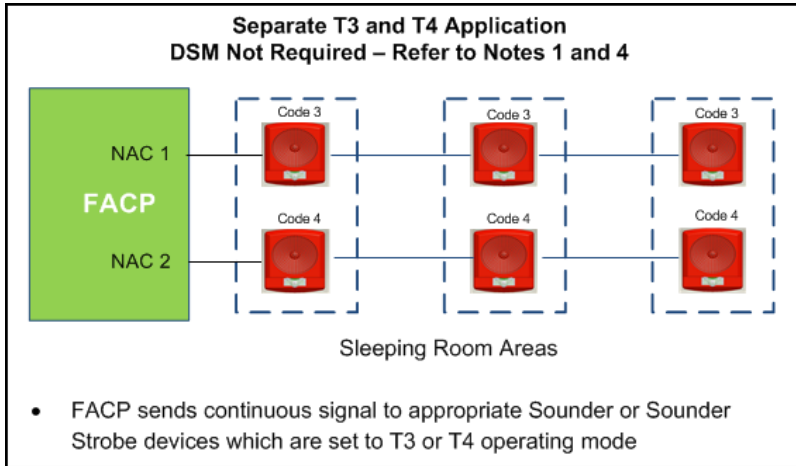 Separate T3 and T4 Application
DSM Not Required – Refer to Notes 1 and 4
Code 3
Code 3
Code 3
NAC 1
FACP
Code 4
Code 4
Code 4
NAC 2
Sleeping Room Areas
• FACP sends continuous signal to appropriate Sounder or Sounder
Strobe devices which are set to T3 or T4 operating mode